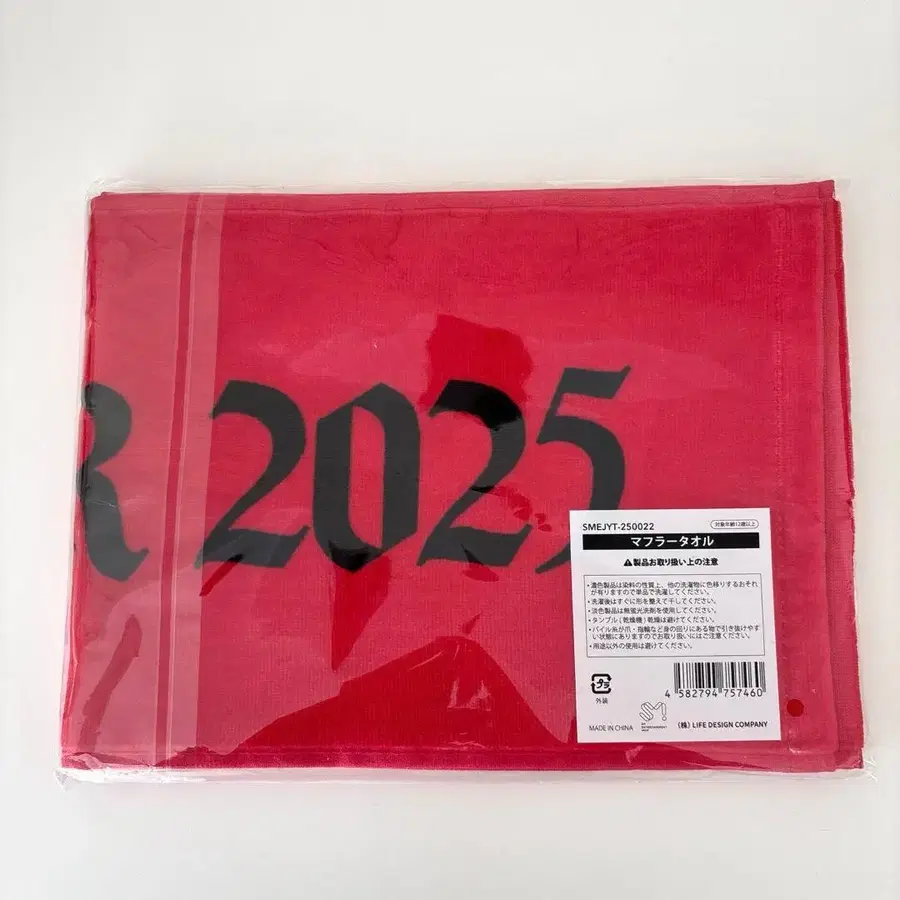 R 2025
SMEJYT-250022 対象年齢12歳以上
マフラータオル
⚠製品お取り扱い上の注意
・濃色製品は染料の性質上、他の洗濯物に色移りするおそれ
が有りますので単品で洗濯してください。
・洗濯後はすぐに形を整えて干してください。
・淡色製品は無蛍光洗剤を使用してください。
・タンブル(乾燥機)乾燥は避けてください。
・パイル糸が爪・指輪など身の回りにある物で引き抜けやす
い状態にありますのでお取り扱いにはご注意ください。
・用途以外の使用は避けてください。
プラ
外装
4 582794 757460
MADE IN CHINA
SM
(株) LIFE DESIGN COMPANY